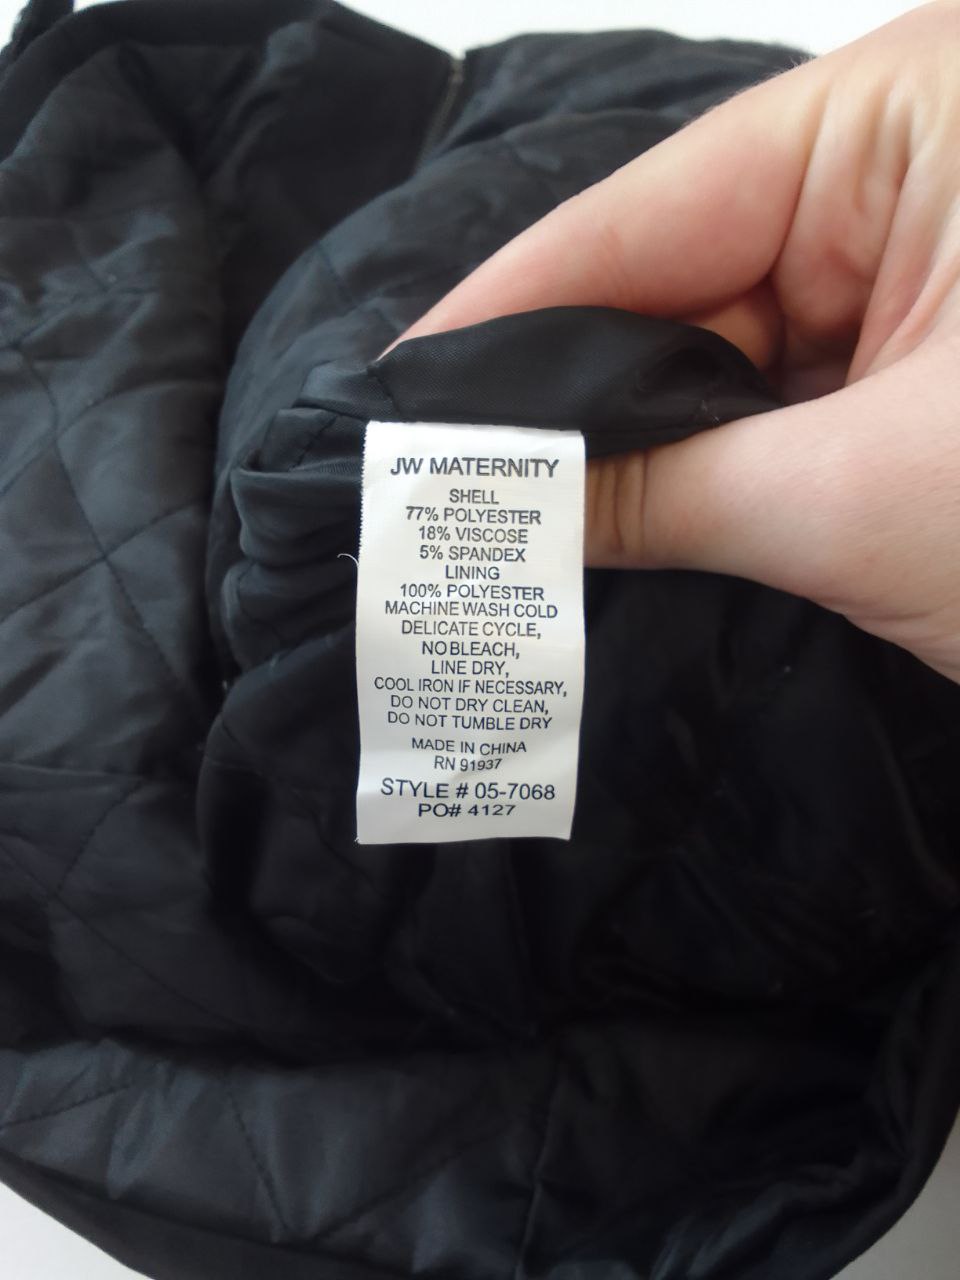 JW MATERNITY
SHELL
77% POLYESTER
18% VISCOSE
5% SPANDEX
LINING
100% POLYESTER
MACHINE WASH COLD
DELICATE CYCLE,
NO BLEACH,
LINE DRY,
COOL IRON IF NECESSARY,
DO NOT DRY CLEAN,
DO NOT TUMBLE DRY
MADE IN CHINA
RN 91937
STYLE # 05-7068
PO# 4127